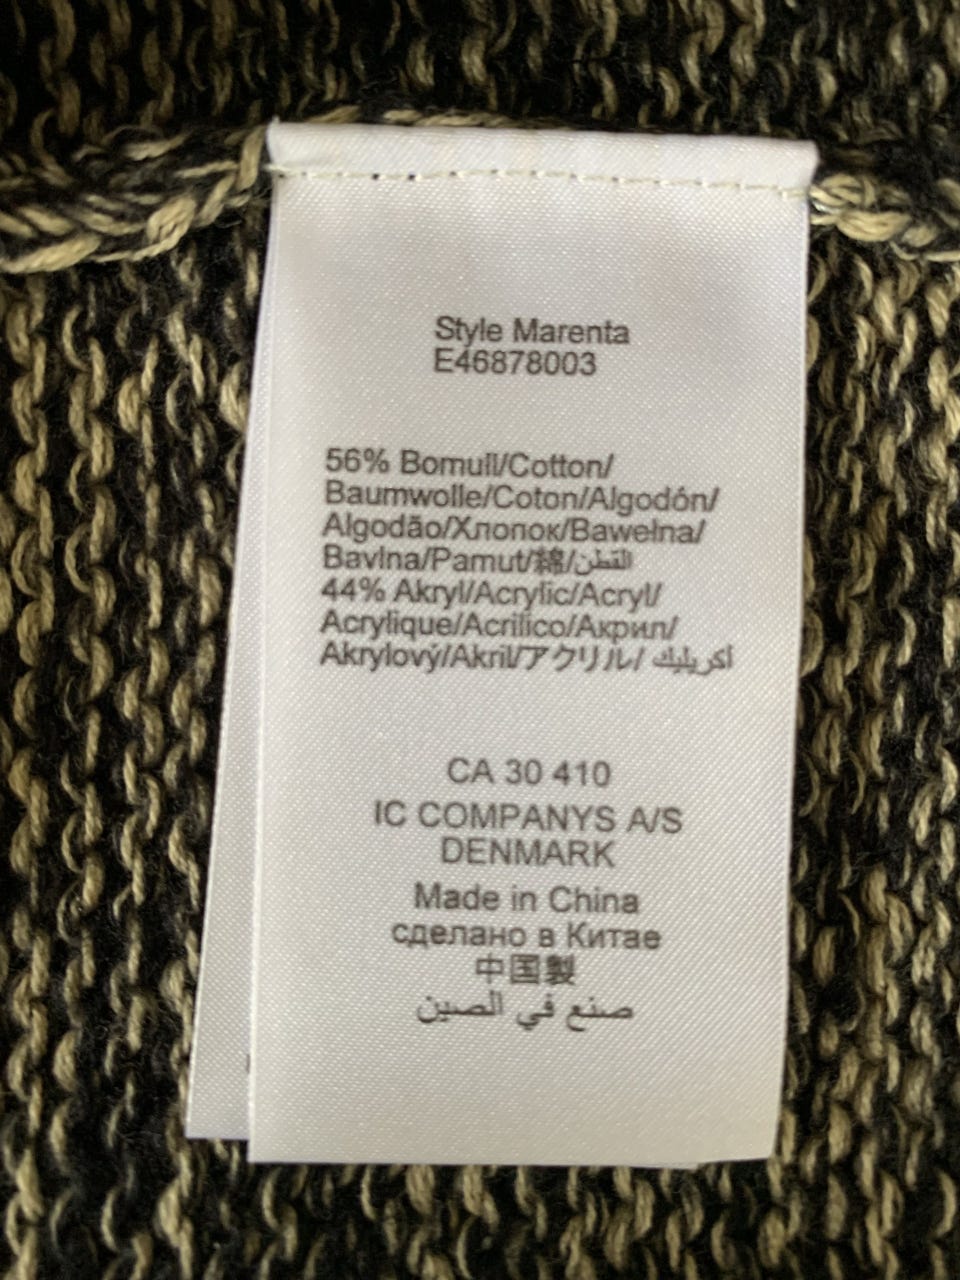 Style Marenta
E46878003
56% Bomull/Cotton/
Baumwolle/Coton/Algodón/
Algodão/Хлопок/Bawełna/
Bavlna/Pamut/綿/القطن
44% Akryl/Acrylic/Acryl/
Acrylique/Acrilico/Акрил/
Akrylový/Akril/アクリル/ أكريليك
CA 30 410
IC COMPANYS A/S
DENMARK
Made in China
сделано в Китае
中国製
صنع في الصين